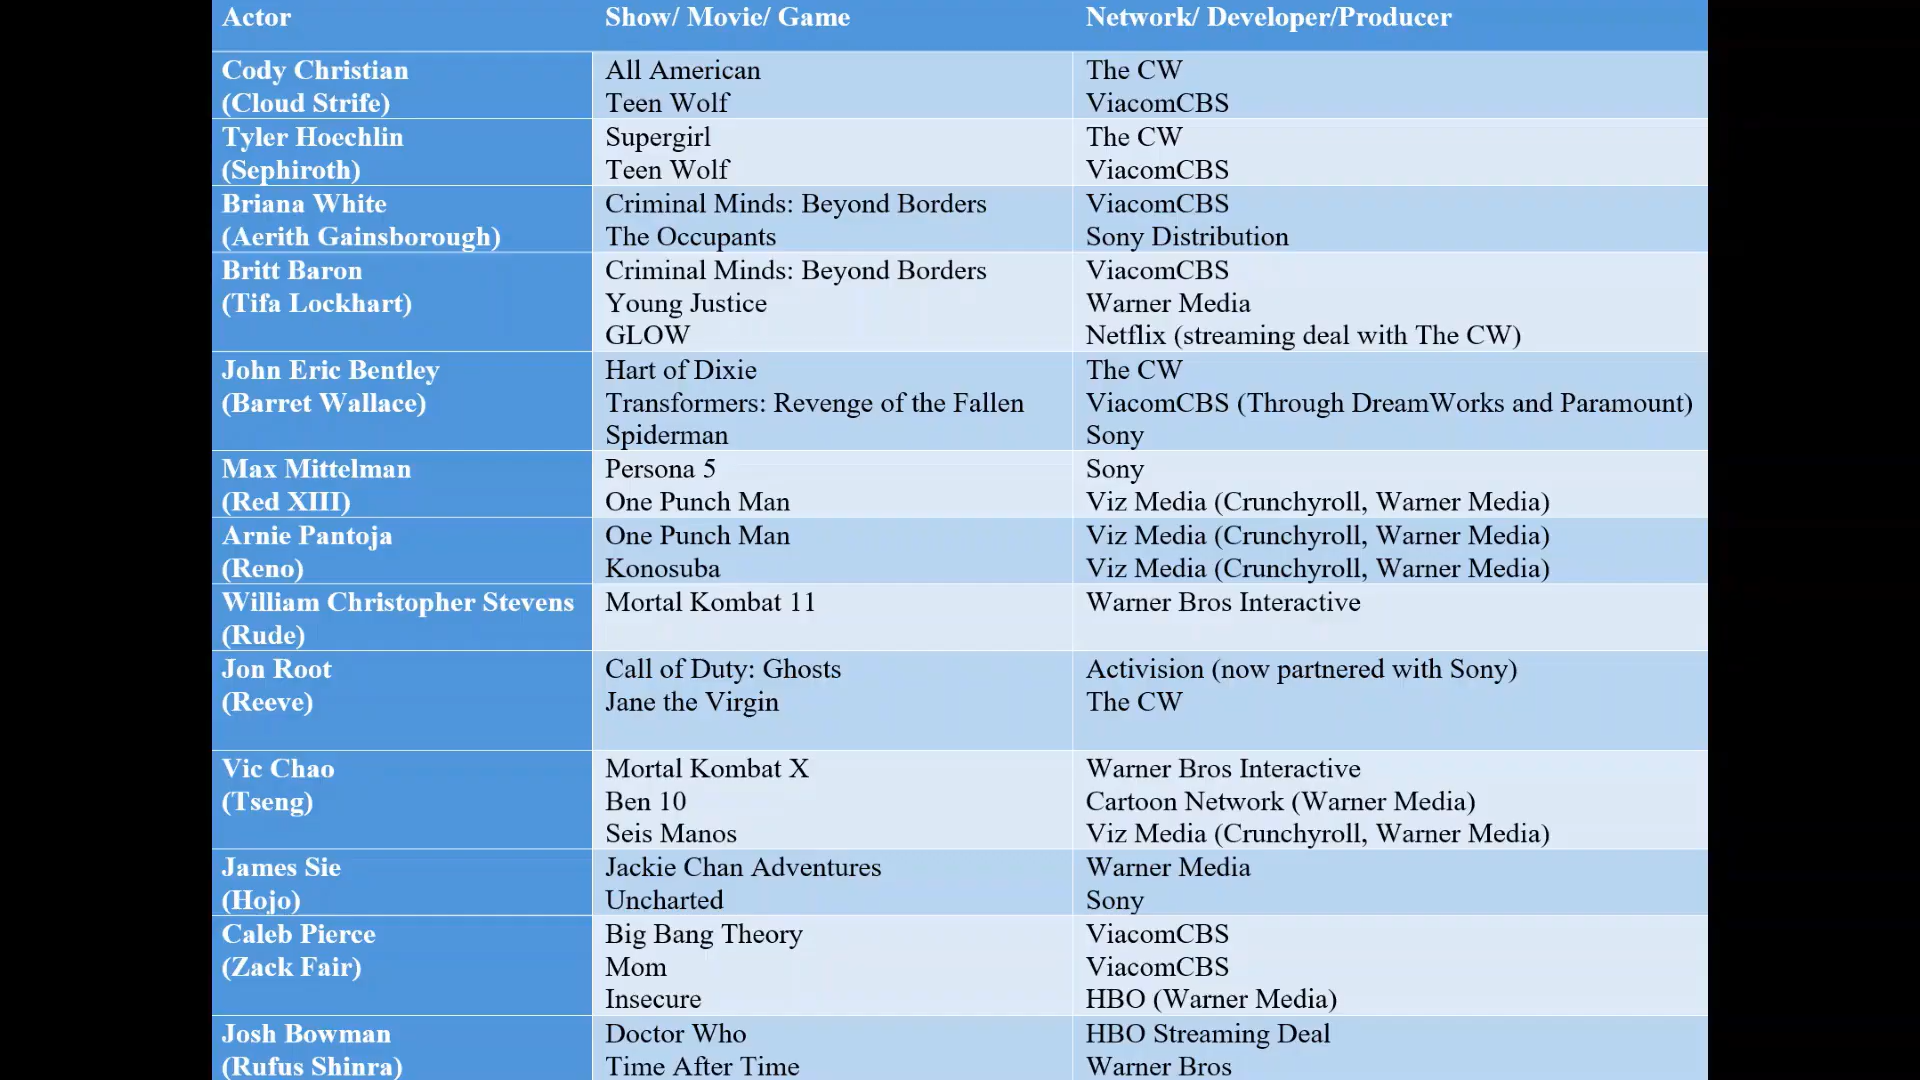 Actor Show/ Movie/ Game Network/ Developer/Producer
Cody Christian All American The CW
(Cloud Strife) Teen Wolf ViacomCBS
Tyler Hoechlin Supergirl The CW
(Sephiroth) Teen Wolf ViacomCBS
Briana White Criminal Minds: Beyond Borders ViacomCBS
(Aerith Gainsborough) The Occupants Sony Distribution
Britt Baron Criminal Minds: Beyond Borders ViacomCBS
(Tifa Lockhart) Young Justice Warner Media
GLOW Netflix (streaming deal with The CW)
John Eric Bentley Hart of Dixie The CW
(Barret Wallace) Transformers: Revenge of the Fallen ViacomCBS (Through DreamWorks and Paramount)
Spiderman Sony
Max Mittelman Persona 5 Sony
(Red XIII) One Punch Man Viz Media (Crunchyroll, Warner Media)
Arnie Pantoja One Punch Man Viz Media (Crunchyroll, Warner Media)
(Reno) Konosuba Viz Media (Crunchyroll, Warner Media)
William Christopher Stevens Mortal Kombat 11 Warner Bros Interactive
(Rude)
Jon Root Call of Duty: Ghosts Activision (now partnered with Sony)
(Reeve) Jane the Virgin The CW
Vic Chao Mortal Kombat X Warner Bros Interactive
(Tseng) Ben 10 Cartoon Network (Warner Media)
Seis Manos Viz Media (Crunchyroll, Warner Media)
James Sie Jackie Chan Adventures Warner Media
(Hojo) Uncharted Sony
Caleb Pierce Big Bang Theory ViacomCBS
(Zack Fair) Mom ViacomCBS
Insecure HBO (Warner Media)
Josh Bowman Doctor Who HBO Streaming Deal
(Rufus Shinra) Time After Time Warner Bros